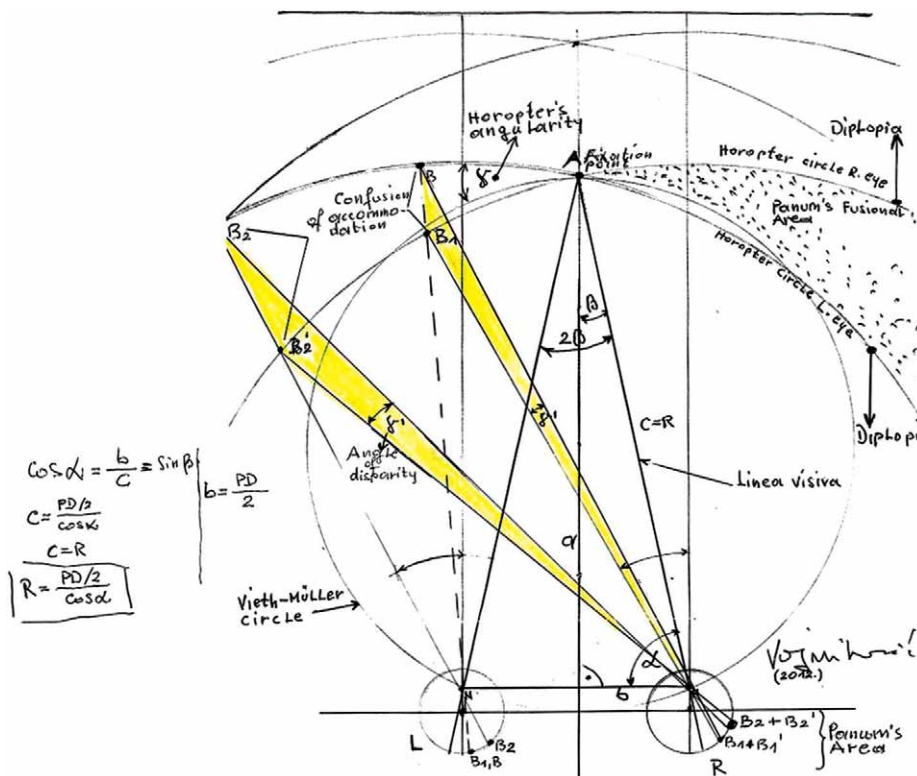 Horopter's
angularity
Diplopia
Horopter circle R. eye
A Fixation
point
Panum's Fusional
Area
Horopter Circle L. eye
Confusion
of accommo-
dation
B
γ
B1
B2
B2'
β
2β
γ'
γ'
Angle
of
disparity
C=R
Linea visiva
Diplopi
cos α = b/c = sin β
b = PD/2
C = PD/2 / cos α
C=R
R = PD/2 / cos α
a
Vieth-Müller
Circle
α
b
(2012.)
L
B2
B1,B
R
B2+B2'
B1+B1'
Panum's
Area